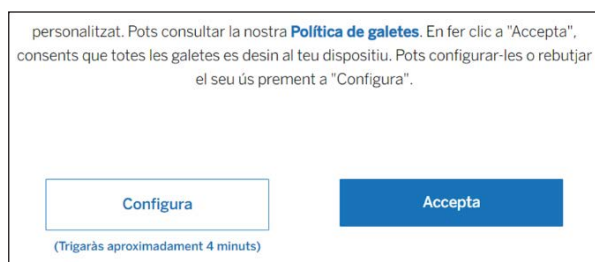 personalitzat. Pots consultar la nostra Política de galetes. En fer clic a "Accepta",
consents que totes les galetes es desin al teu dispositiu. Pots configurar-les o rebutjar
el seu ús prement a "Configura".
Configura
Accepta
(Trigaràs aproximadament 4 minuts)